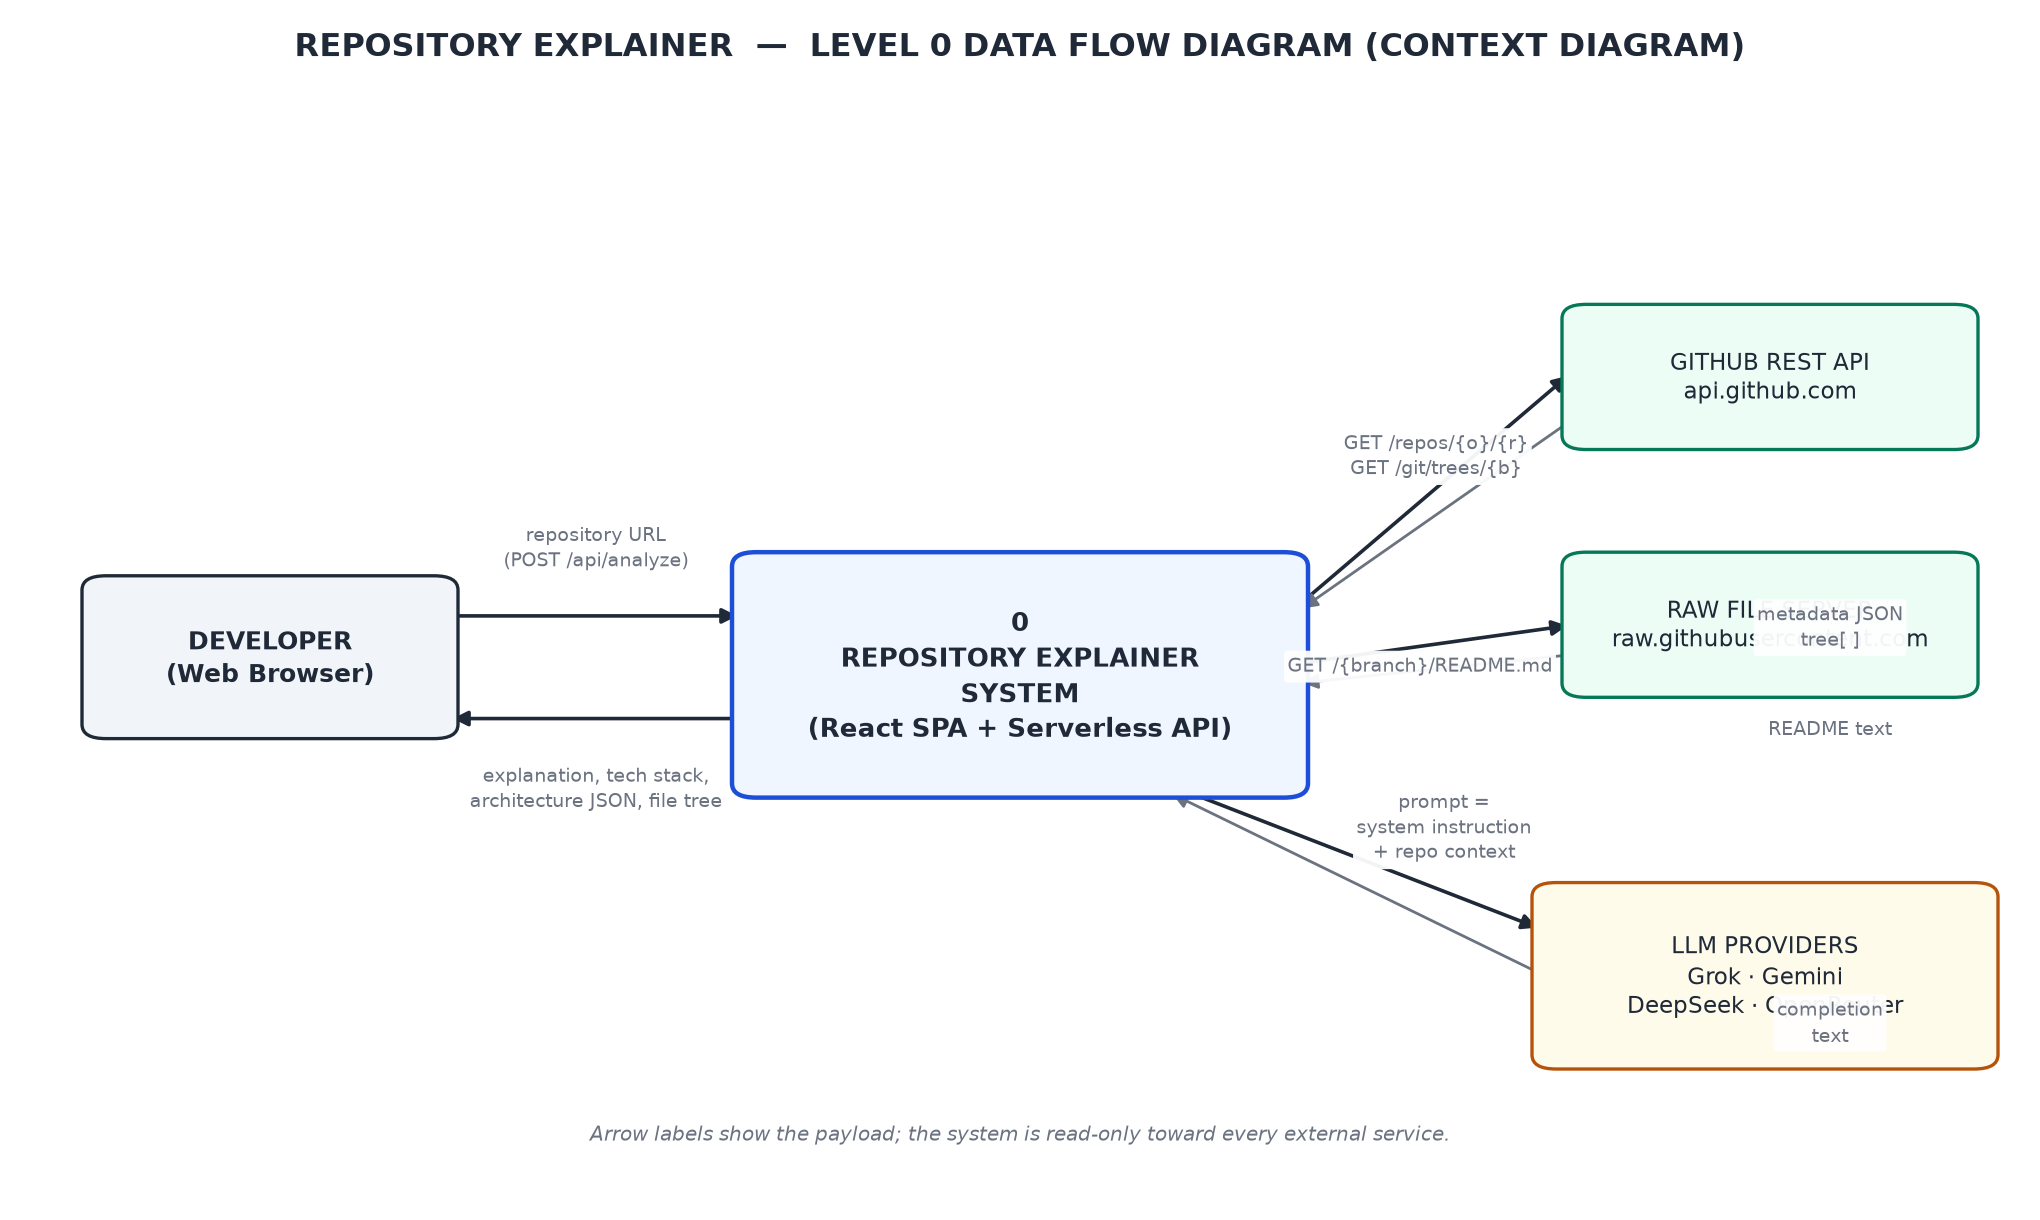 REPOSITORY EXPLAINER — LEVEL 0 DATA FLOW DIAGRAM (CONTEXT DIAGRAM)
GITHUB REST API
api.github.com
GET /repos/{o}/{r}
GET /git/trees/{b}
repository URL
(POST /api/analyze)
DEVELOPER
(Web Browser)
0
REPOSITORY EXPLAINER
SYSTEM
(React SPA + Serverless API)
explanation, tech stack,
architecture JSON, file tree
GET /{branch}/README.md
RAW
metadata JSON
tree[ ]
README text
prompt =
system instruction
+ repo context
LLM PROVIDERS
Grok · Gemini
DeepSeek ·
completion
text
Arrow labels show the payload; the system is read-only toward every external service.